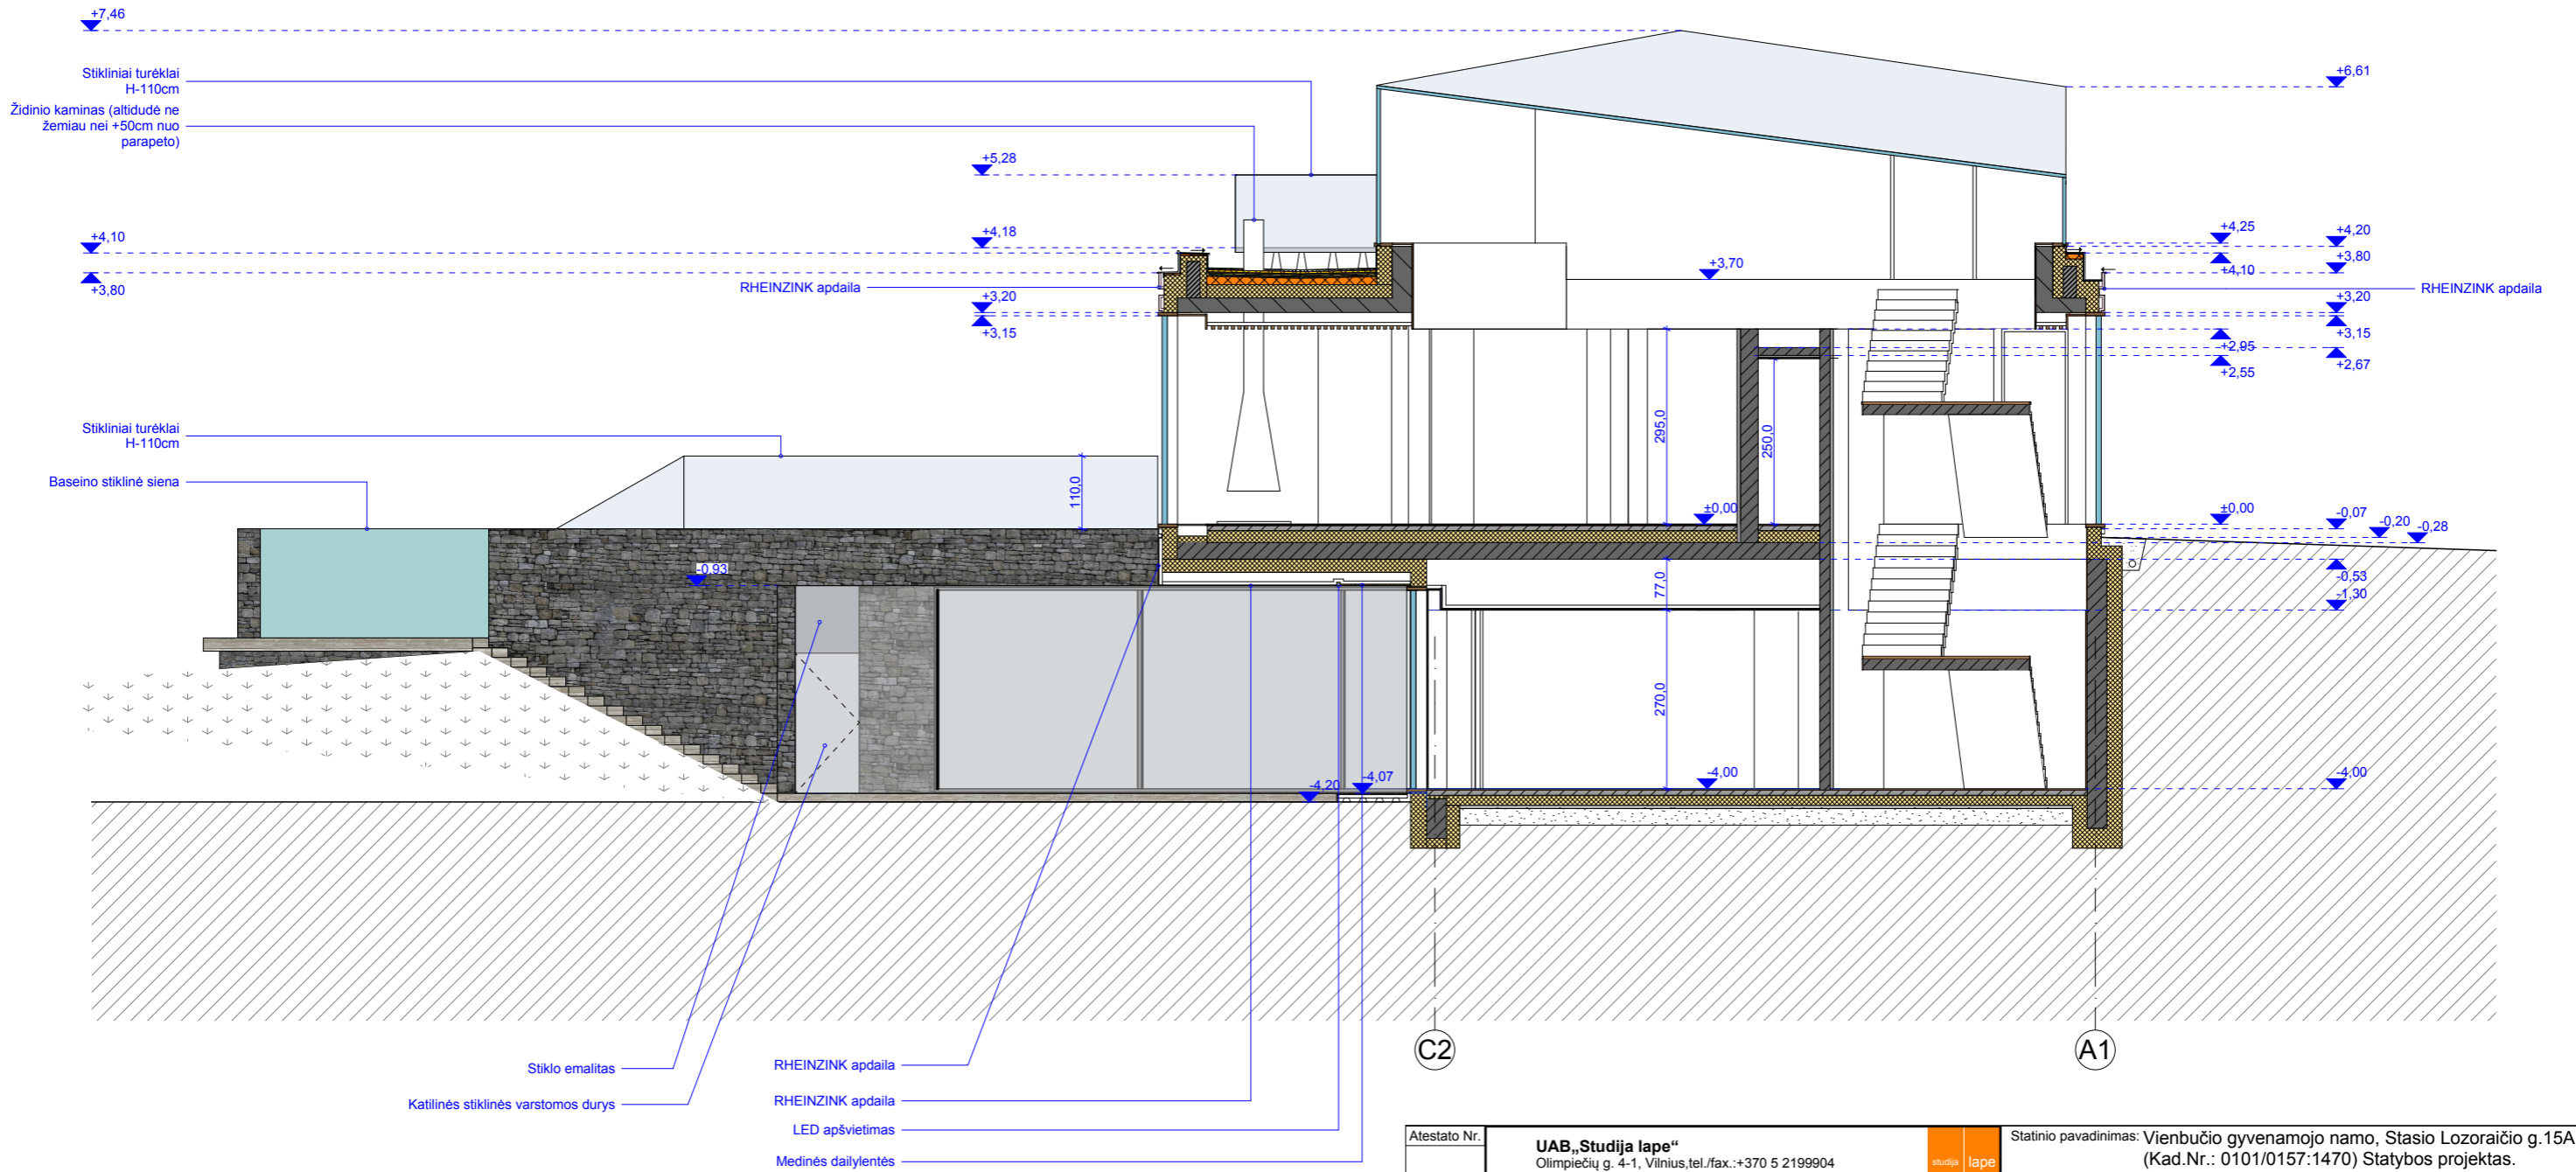 +7,46
Stikliniai turėklai
H-110cm
Židinio kaminas (altidudė ne
žemiau nei +50cm nuo
parapeto)
+6,61
+5,28
+4,10
+3,80
+4,18
RHEINZINK apdaila
+3,20
+3,15
+3,70
+4,25
+4,10
+4,20
+3,80
RHEINZINK apdaila
+3,20
+3,15
+2,95
+2,55
+2,67
Stikliniai turėklai
H-110cm
Baseino stiklinė siena
110,0
295,0
250,0
±0,00
±0,00
-0,07
-0,20
-0,28
-0,93
77,0
-0,53
-1,30
270,0
-4,20
-4,07
-4,00
-4,00
C2
A1
Stiklo emalitas
Katilinės stiklinės varstomos durys
RHEINZINK apdaila
RHEINZINK apdaila
LED apšvietimas
Medinės dailylentės
Atestato Nr.
UAB„Studija lape“
Olimpiečių g. 4-1, Vilnius,tel./fax.:+370 5 2199904
studija lape
Statinio pavadinimas: Vienbučio gyvenamojo namo, Stasio Lozoraičio g.15A
(Kad.Nr.: 0101/0157:1470) Statybos projektas.